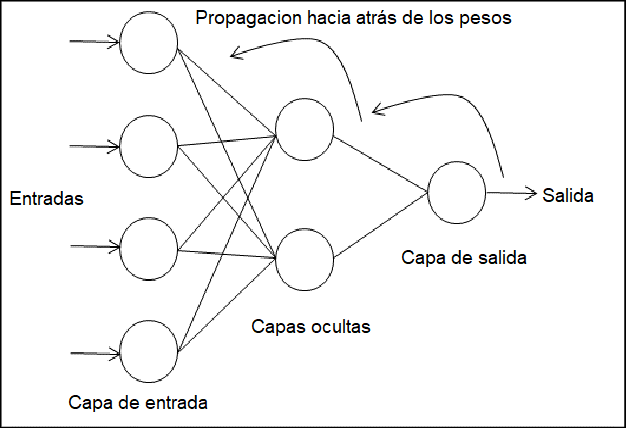 Propagacion hacia atrás de los pesos
Entradas
Salida
Capa de salida
Capas ocultas
Capa de entrada